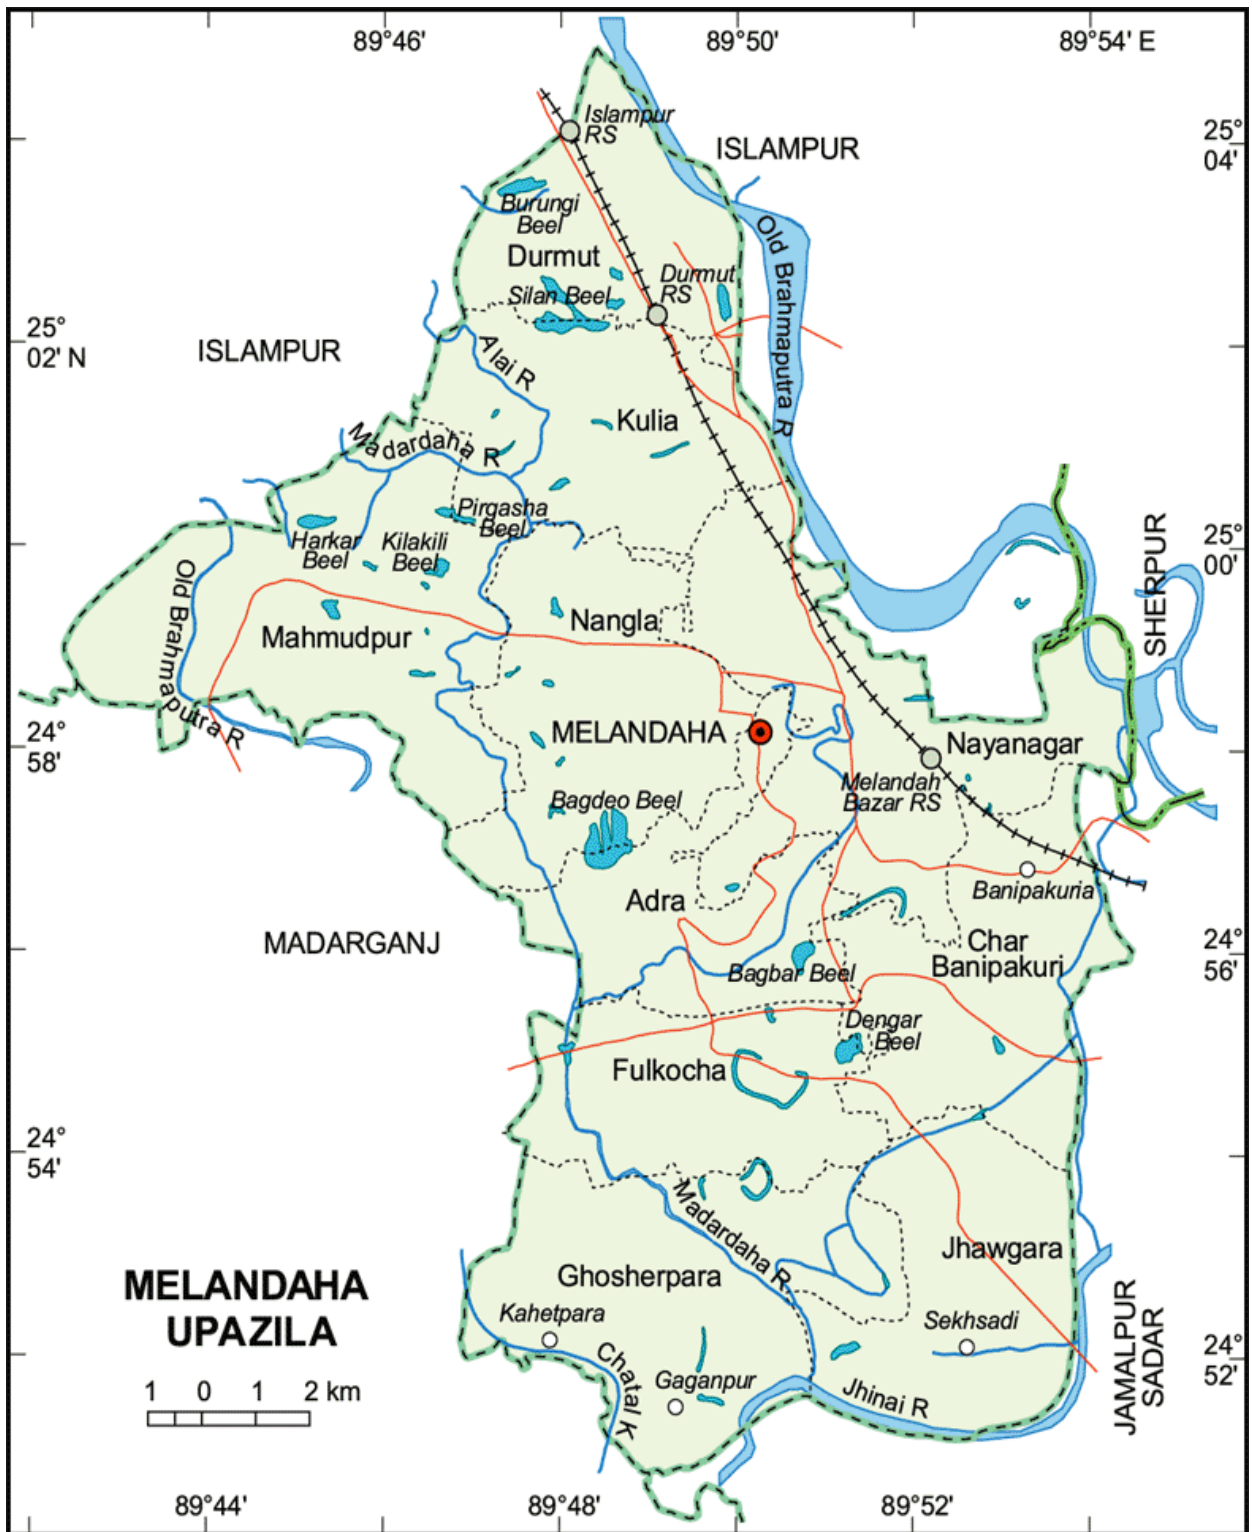 89°46'
89°50'
89°54' E
Islampur
RS
ISLAMPUR
25°
04'
Burungi
Beel
Old Brahmaputra R
Durmut
Durmut
RS
Silan Beel
25°
02' N
ISLAMPUR
Alai R
Kulia
Madardaha R
Pirgasha
Beel
Harkar
Beel
Kilakili
Beel
SHERPUR
25°
00'
Old Brahmaputra R
Nangla
Mahmudpur
24°
58'
MELANDAHA
Nayanagar
Melandah
Bazar RS
Bagdeo Beel
Banipakuria
Adra
MADARGANJ
Char
Banipakuri
24°
56'
Bagbar Beel
Dengar
Beel
Fulkocha
24°
54'
Madardaha R
Jhawgara
Ghosherpara
MELANDAHA
UPAZILA
Kahetpara
Sekhsadi
JAMALPUR
SADAR
24°
52'
Chatal K
Gaganpur
Jhinai R
1 0 1 2 km
89°44'
89°48'
89°52'